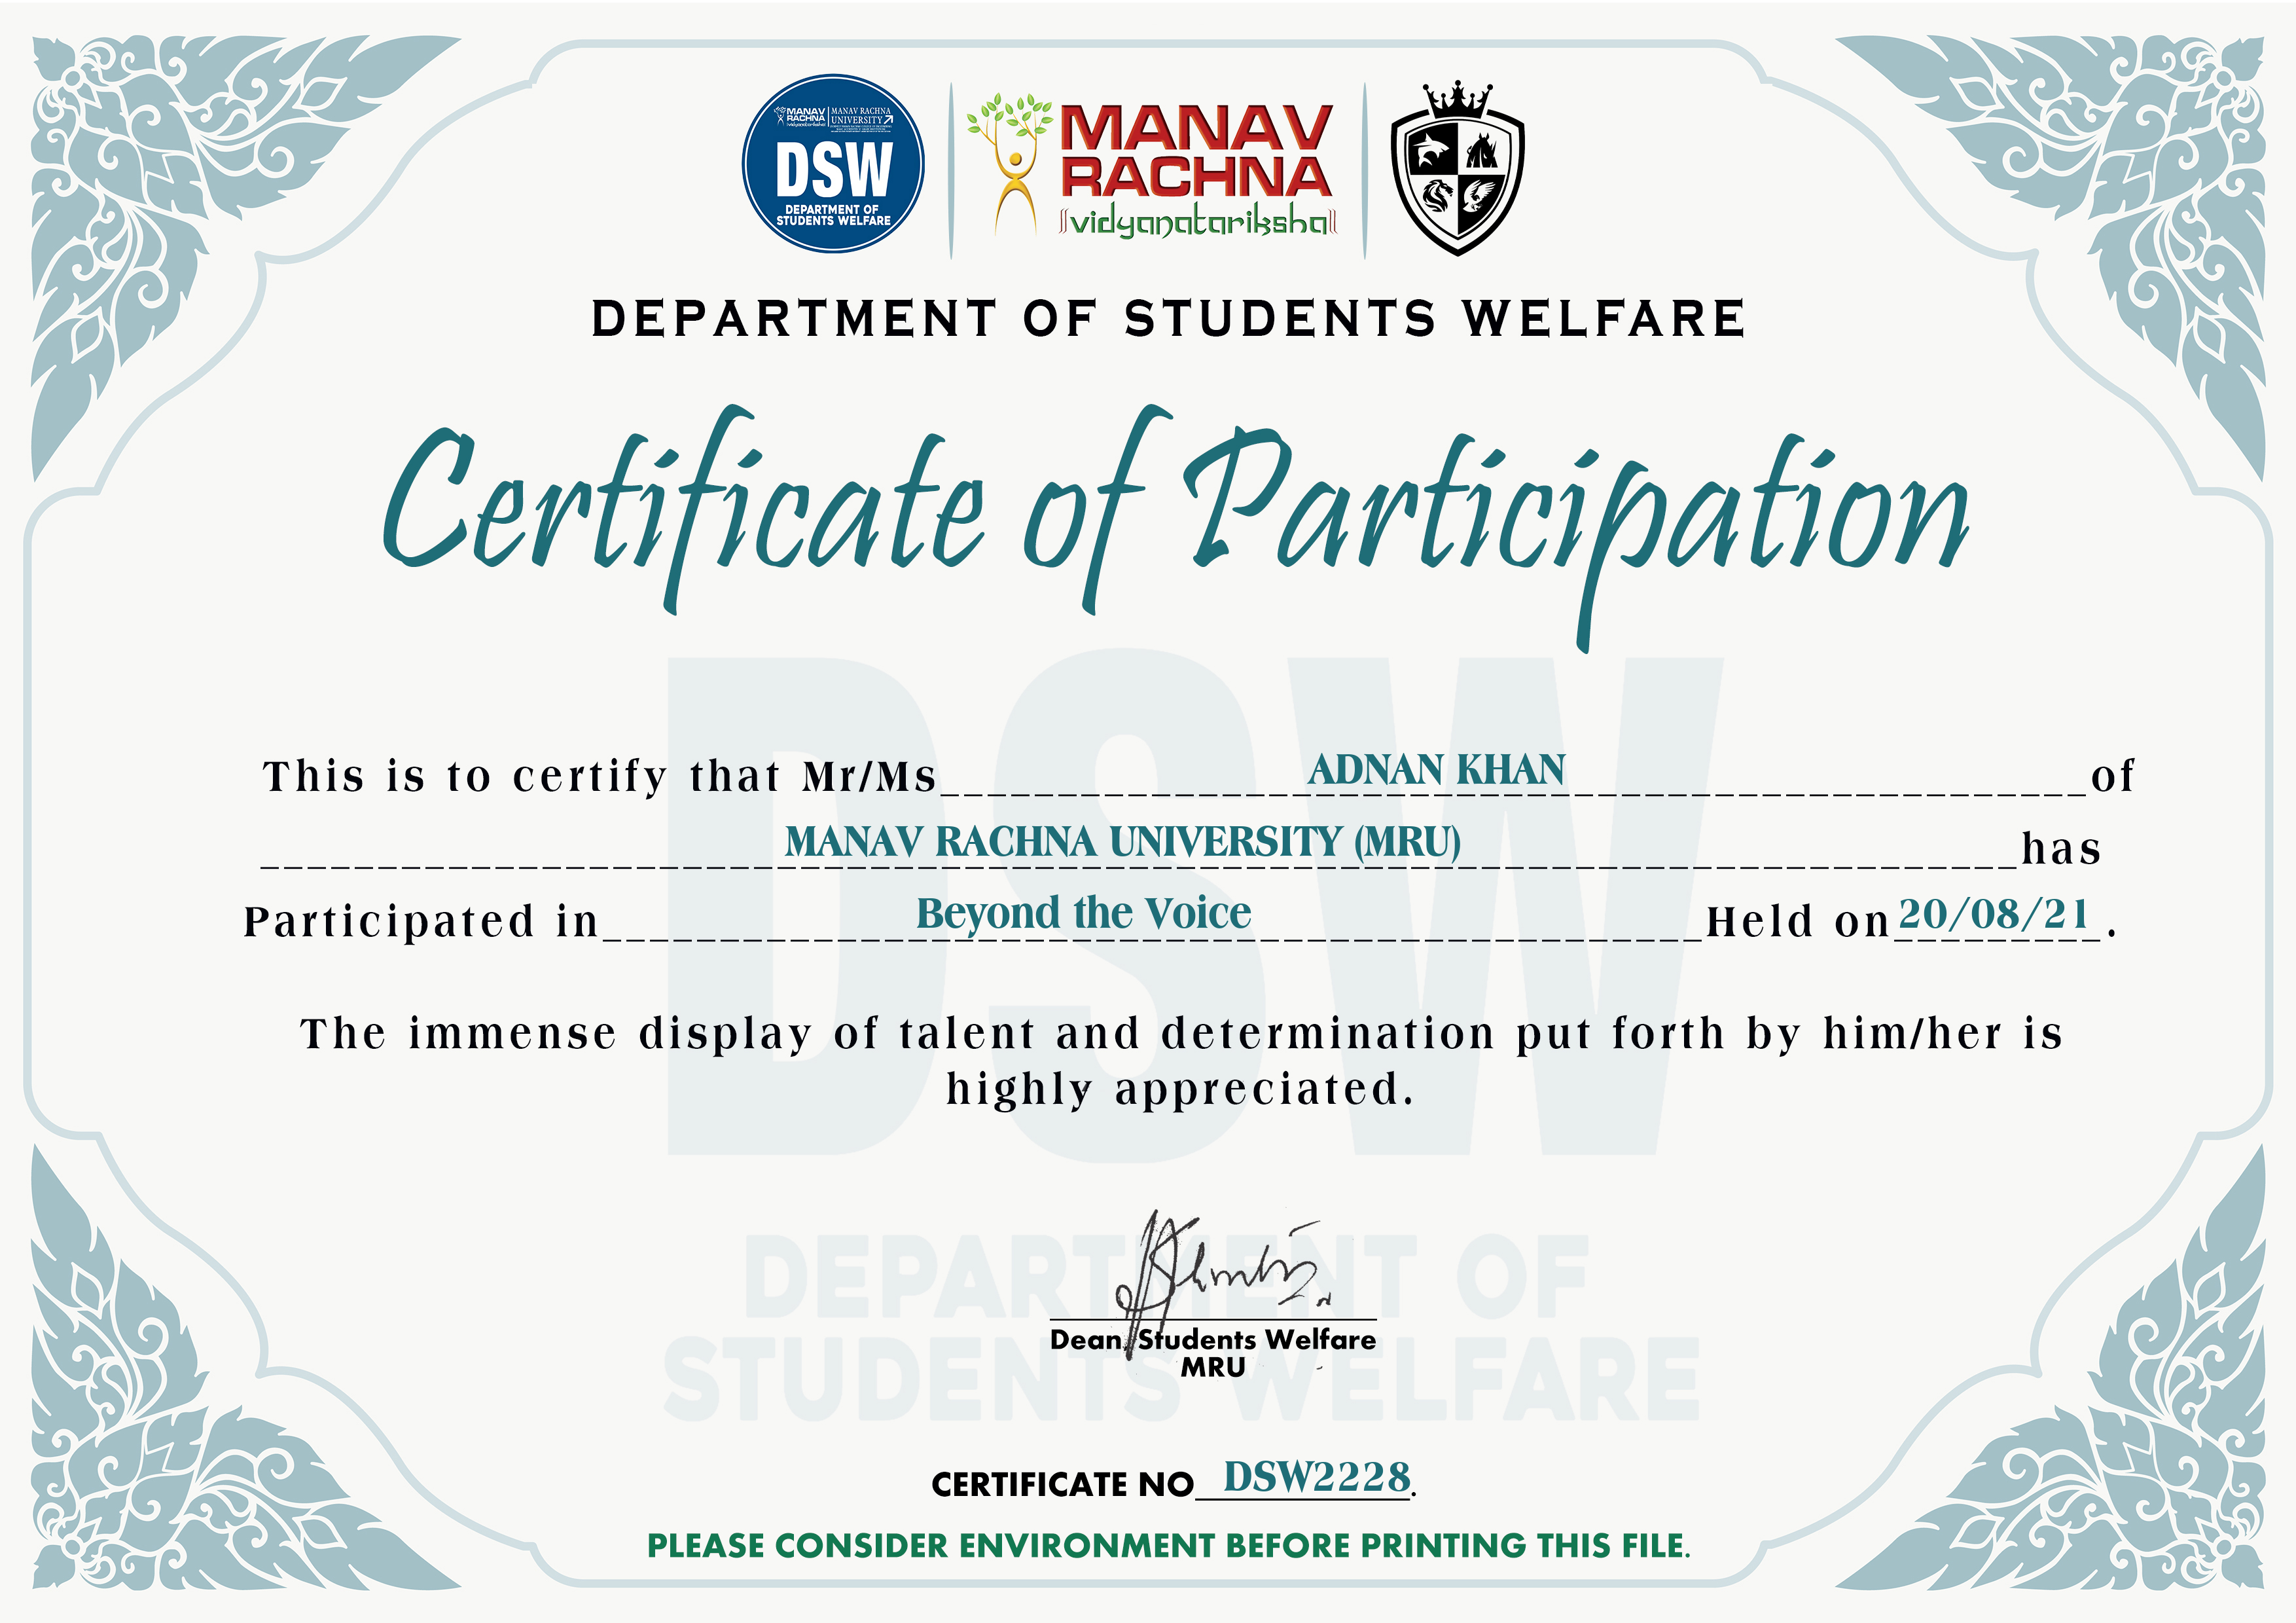 MANAV RACHNA
vidyanatariksha
MANAV RACHNA
UNIVERSITY
DSW
DEPARTMENT OF
STUDENTS WELFARE
MANAV
RACHNA
vidyanatariksha
DEPARTMENT OF STUDENTS WELFARE
Certificate of Participation
DSW
This is to certify that Mr/Ms ADNAN KHAN of
MANAV RACHNA UNIVERSITY (MRU) has
Participated in Beyond the Voice Held on 20/08/21 .
The immense display of talent and determination put forth by him/her is
highly appreciated.
DEPARTMENT OF
STUDENTS WELFARE
Dean Students Welfare
MRU
CERTIFICATE NO DSW2228.
PLEASE CONSIDER ENVIRONMENT BEFORE PRINTING THIS FILE.